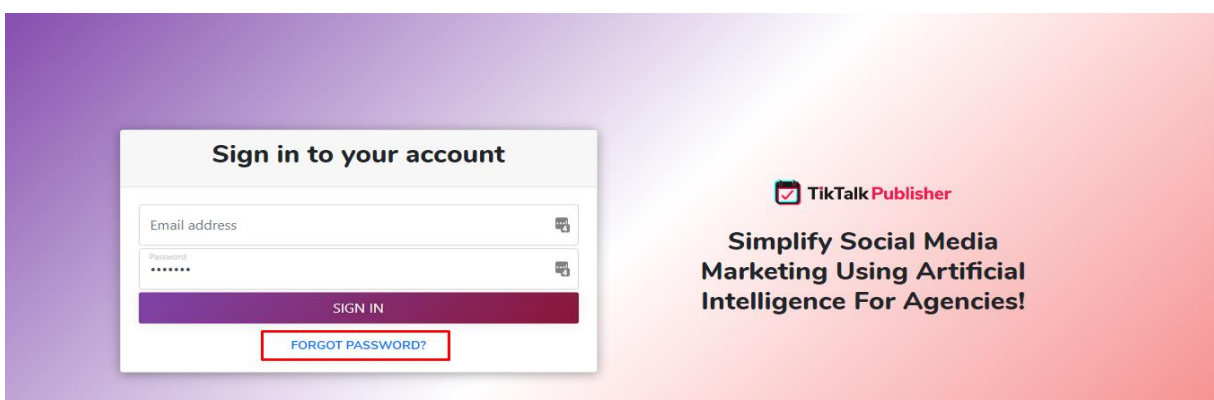 Sign in to your account
Email address
Password
SIGN IN
FORGOT PASSWORD?
TikTalk Publisher
Simplify Social Media
Marketing Using Artificial
Intelligence For Agencies!